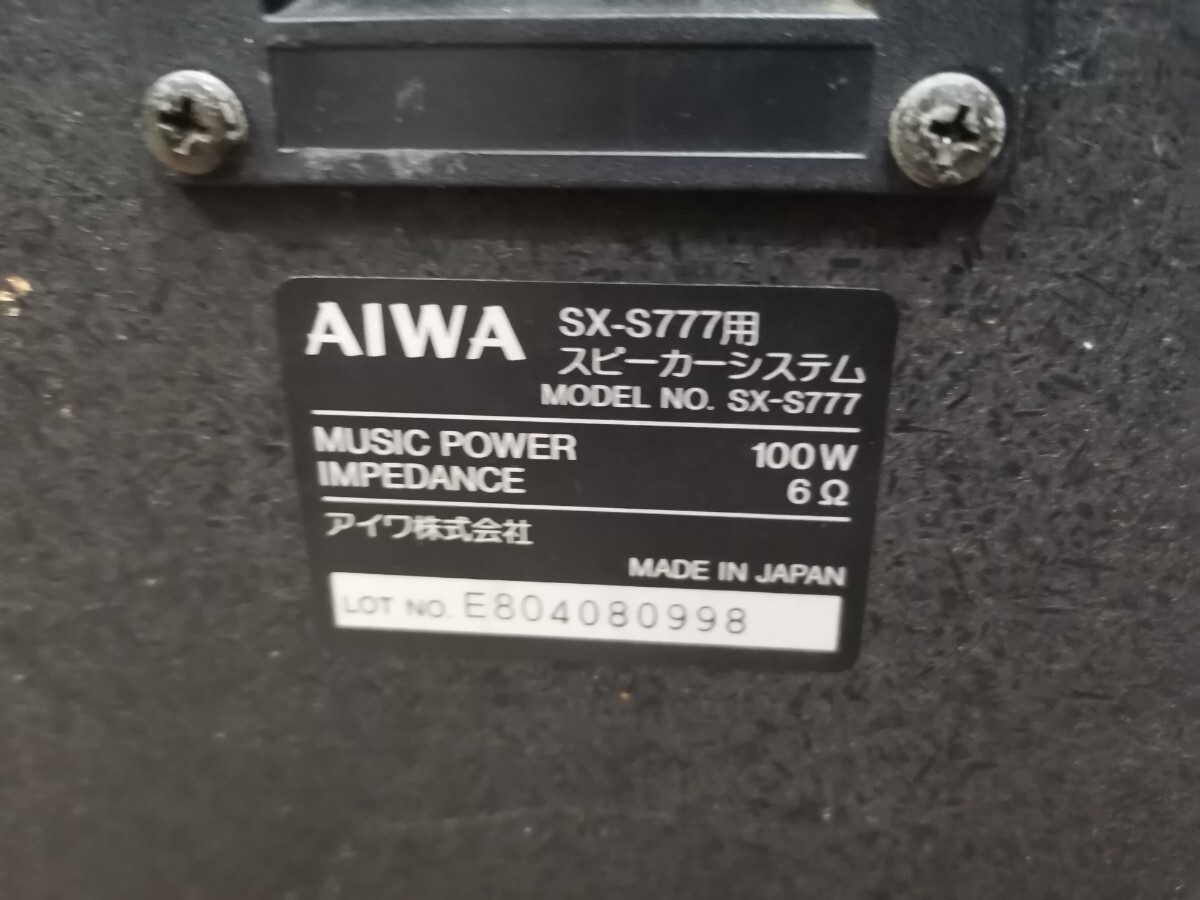 AIWA
SX-S777用
スピーカーシステム
MODEL NO. SX-S777
MUSIC POWER 100W
IMPEDANCE 6Ω
アイワ株式会社
MADE IN JAPAN
LOT NO. E804080998